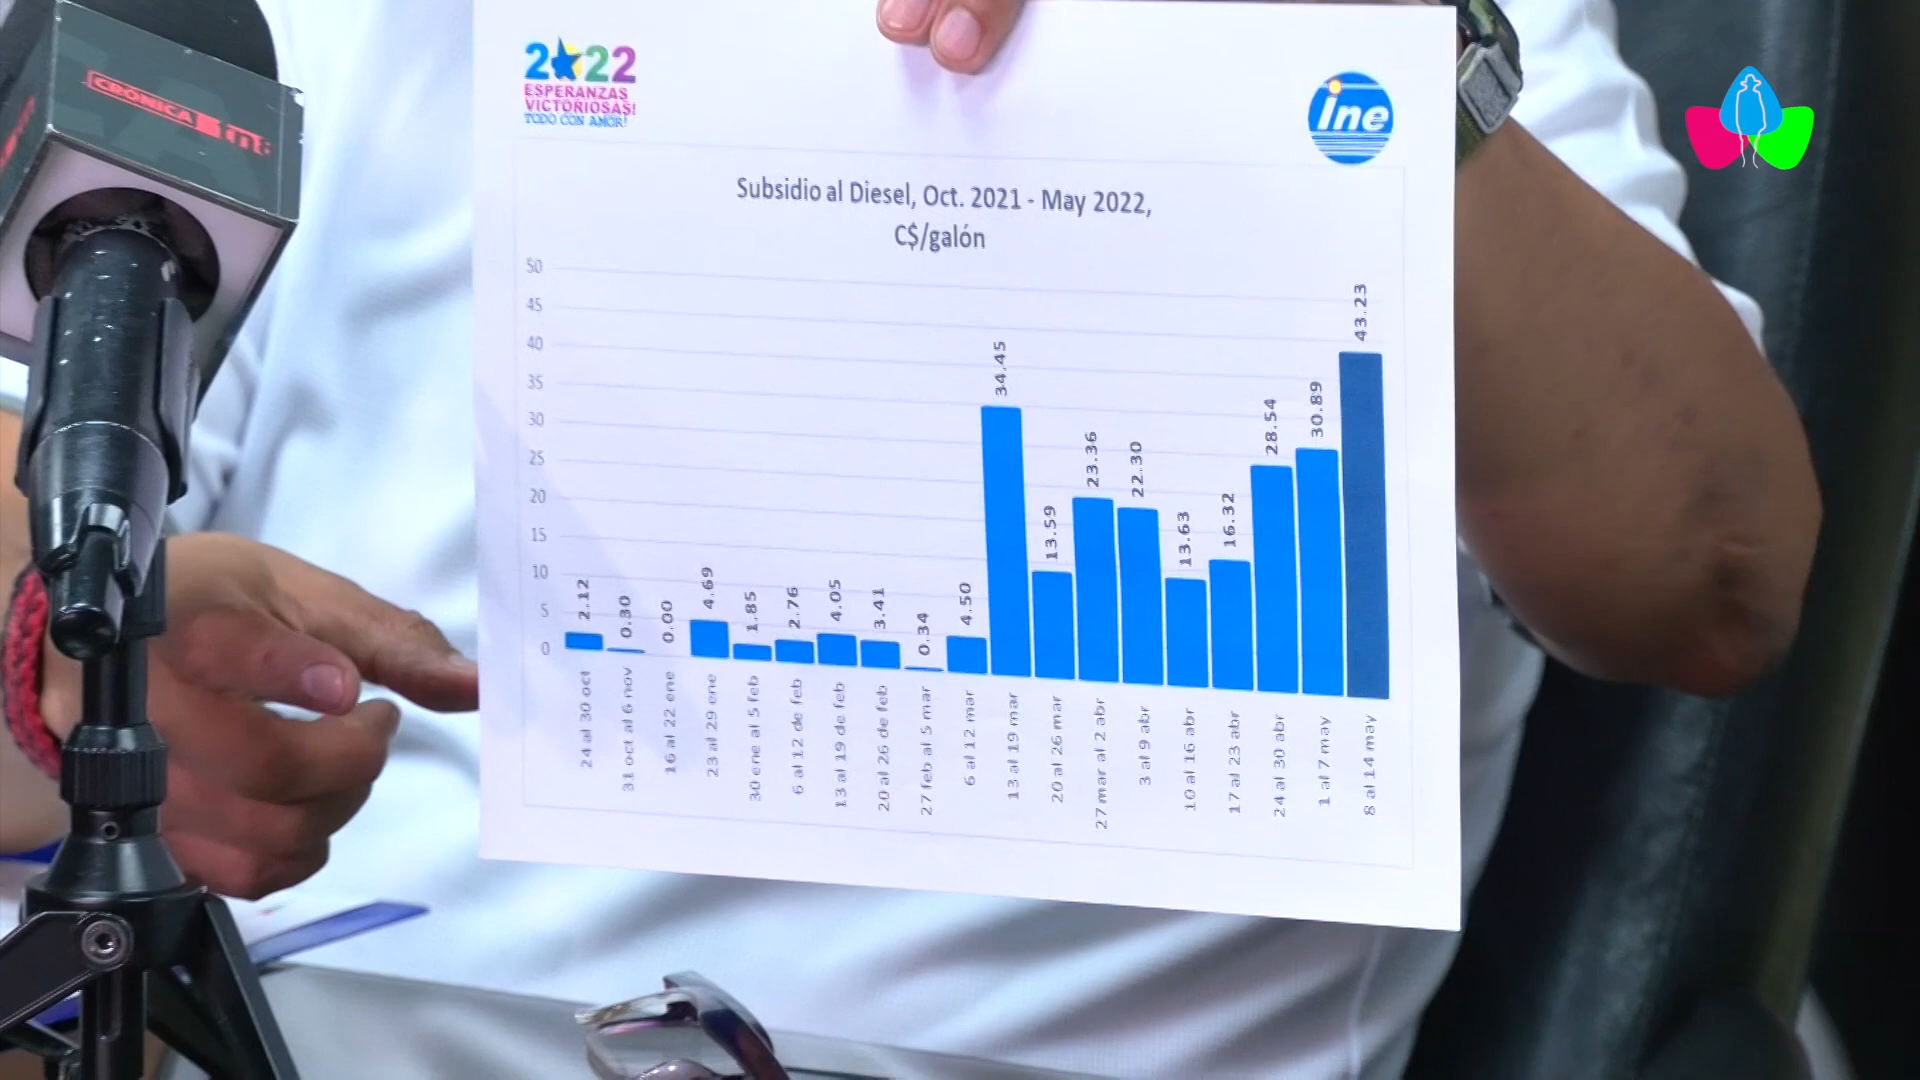 CRÓNICA
2022
ESPERANZAS
VICTORIOSAS!
TODO CON AMOR!
ine
Subsidio al Diesel, Oct. 2021 - May 2022,
C$/galón
50
45
40
35
30
25
20
15
10
5
0
2.12
0.30
0.00
4.69
1.85
2.76
4.05
3.41
0.34
4.50
34.45
13.59
23.36
22.30
13.63
16.32
28.54
30.89
43.23
24 al 30 oct
31 oct al 6 nov
16 al 22 ene
23 al 29 ene
30 ene al 5 feb
6 al 12 de feb
13 al 19 de feb
20 al 26 de feb
27 feb al 5 mar
6 al 12 mar
13 al 19 mar
20 al 26 mar
27 mar al 2 abr
3 al 9 abr
10 al 16 abr
17 al 23 abr
24 al 30 abr
1 al 7 may
8 al 14 may